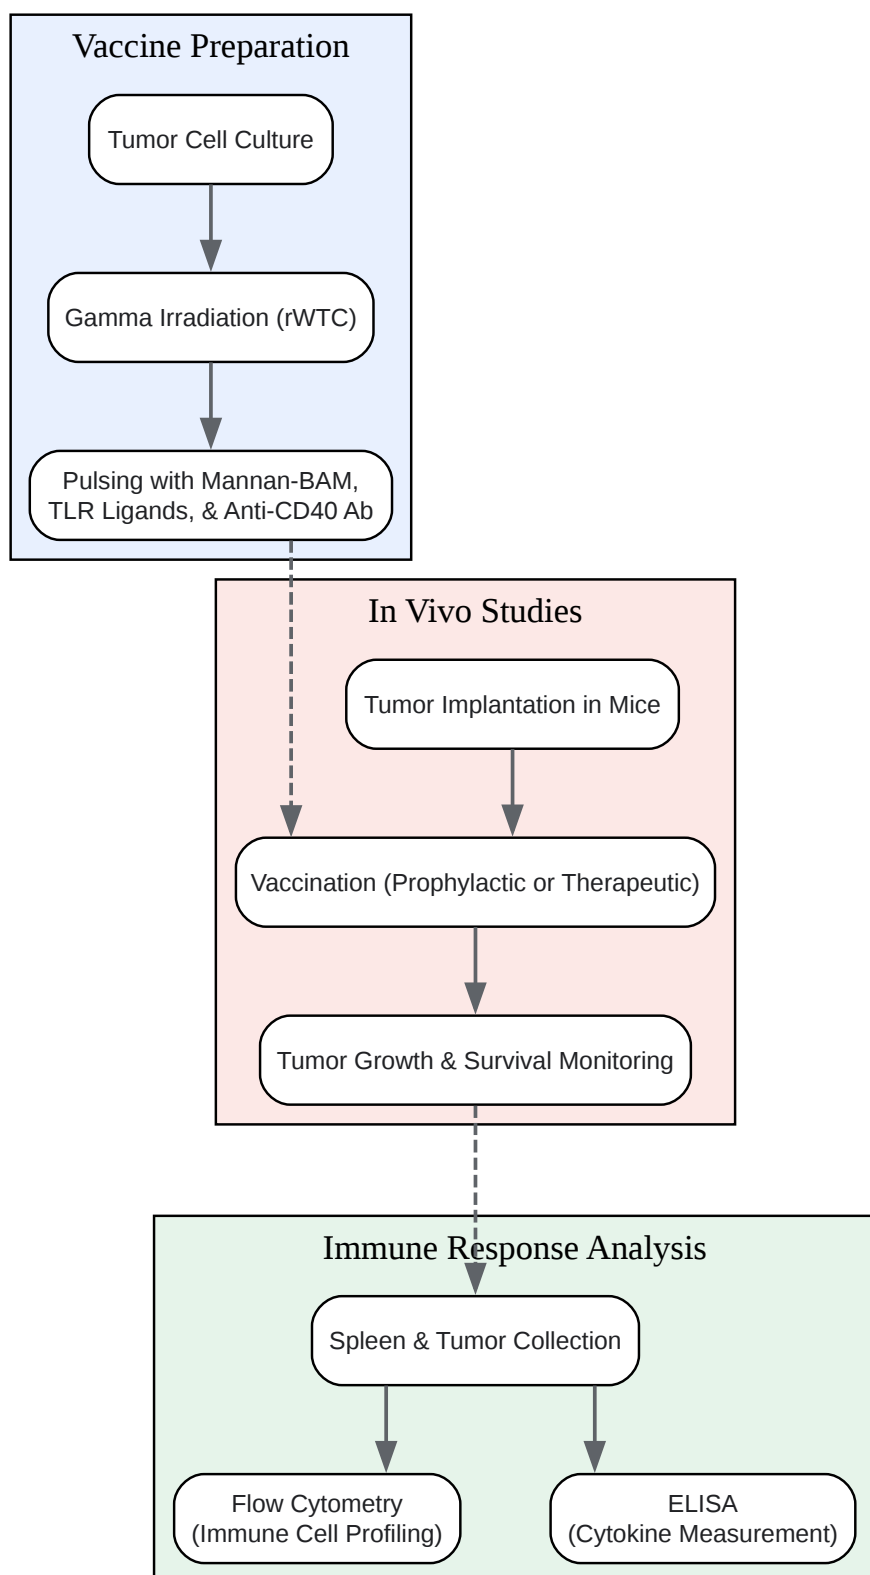 Vaccine Preparation
Tumor Cell Culture
Gamma Irradiation (rWTC)
Pulsing with Mannan-BAM,
TLR Ligands, & Anti-CD40 Ab
In Vivo Studies
Tumor Implantation in Mice
Vaccination (Prophylactic or Therapeutic)
Tumor Growth & Survival Monitoring
Immune Response Analysis
Spleen & Tumor Collection
Flow Cytometry
(Immune Cell Profiling)
ELISA
(Cytokine Measurement)